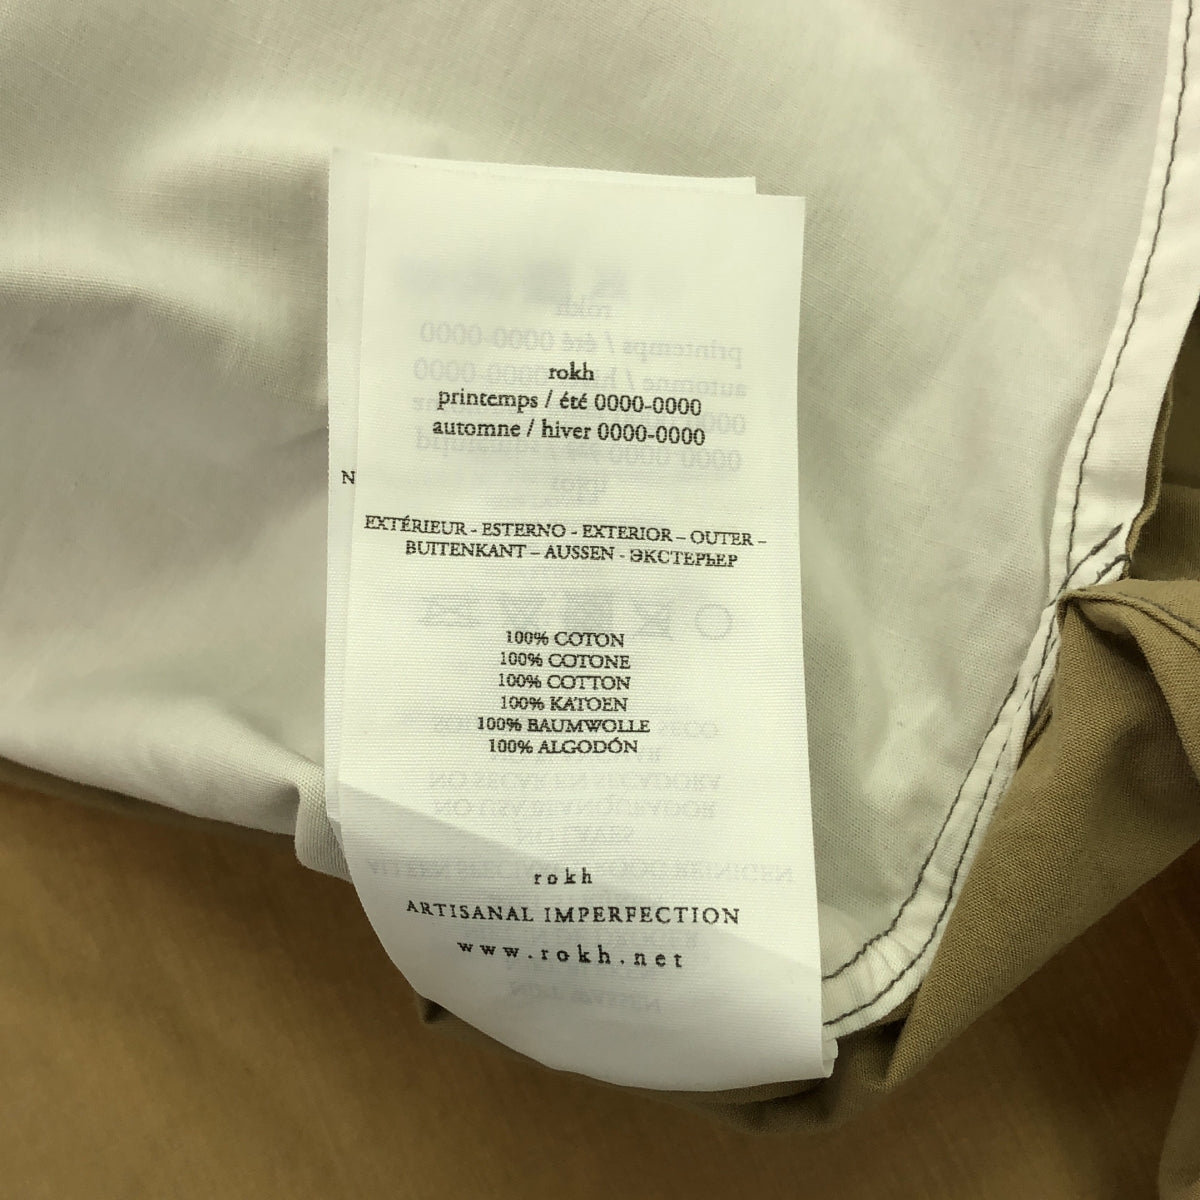 rokh
printemps / été 0000-0000
automne / hiver 0000-0000
N
EXTÉRIEUR - ESTERNO - EXTERIOR – OUTER –
BUITENKANT – AUSSEN - ЭКСТЕРЬЕР
100% COTON
100% COTONE
100% COTTON
100% KATOEN
100% BAUMWOLLE
100% ALGODÓN
rokh
ARTISANAL IMPERFECTION
www.rokh.net